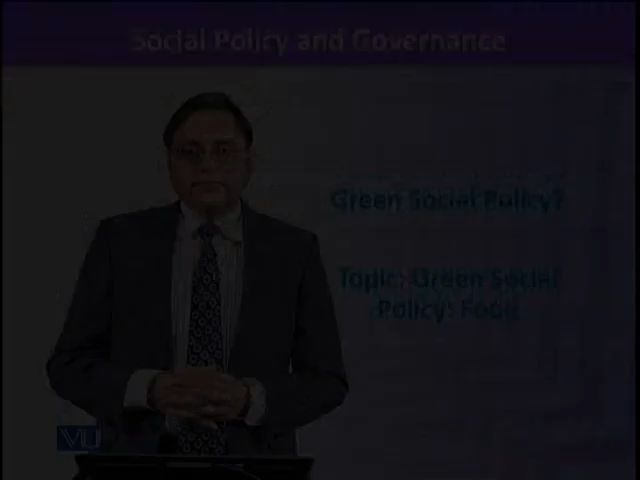 Social Policy and Governance
Green Social Policy?
Topic: Green Social
Policy: Food
VU